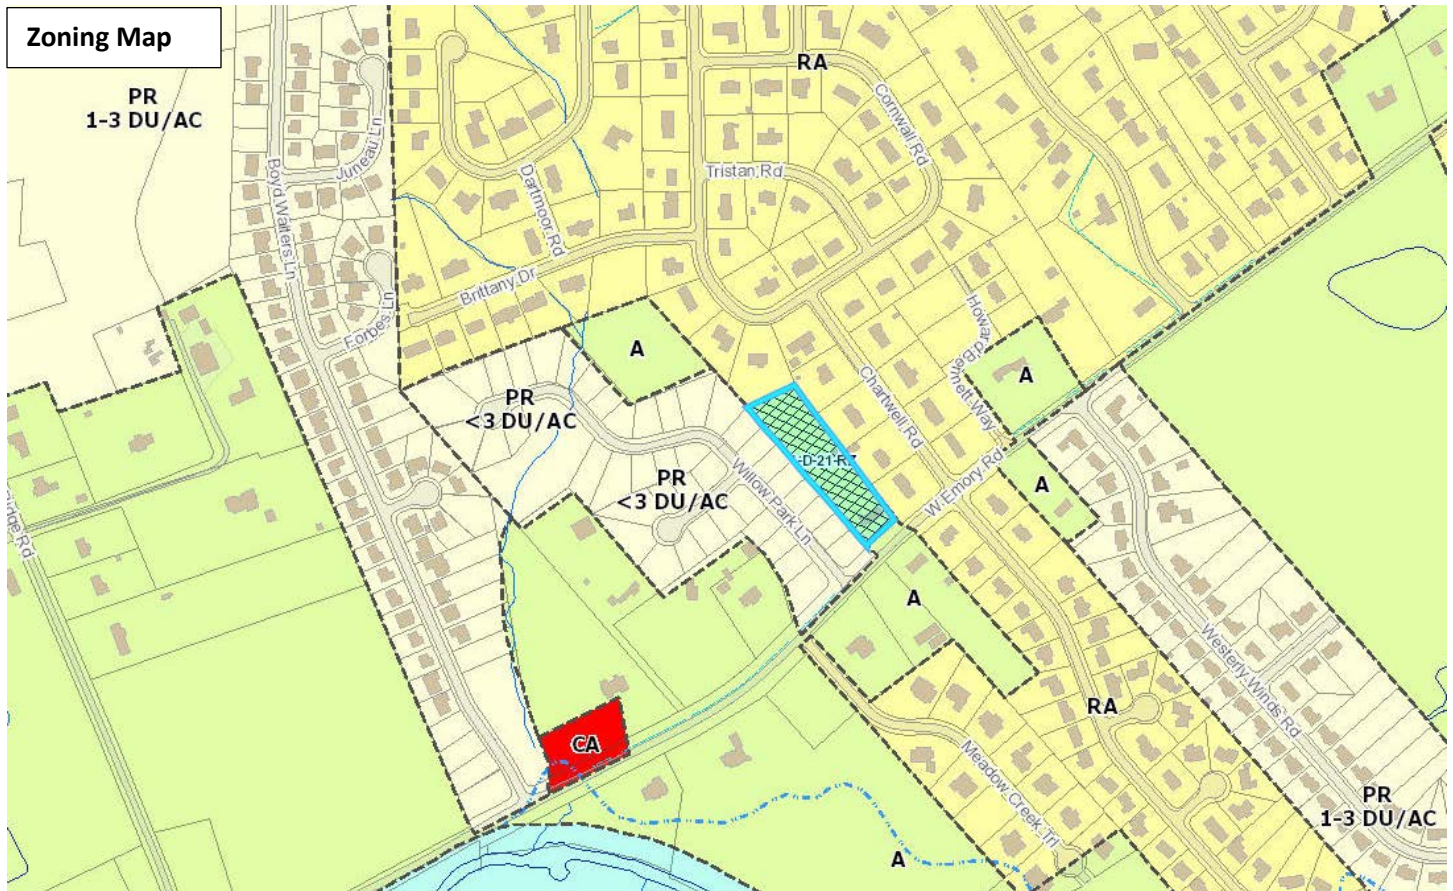 Zoning Map
PR
1-3 DU/AC
RA
Cornwall Rd
Juneau Ln
Boyd Walters Ln
Tristan Rd
Dartmoor Rd
Brittany Dr
Forbes Ln
Howard Bennett Way
A
A
PR
<3 DU/AC
Chartwell Rd
-D-21-RZ
PR
<3 DU/AC
Willow Park Ln
W Emory Rd
A
A
Westerly Winds Rd
RA
CA
Meadow Creek Trl
PR
1-3 DU/AC
A